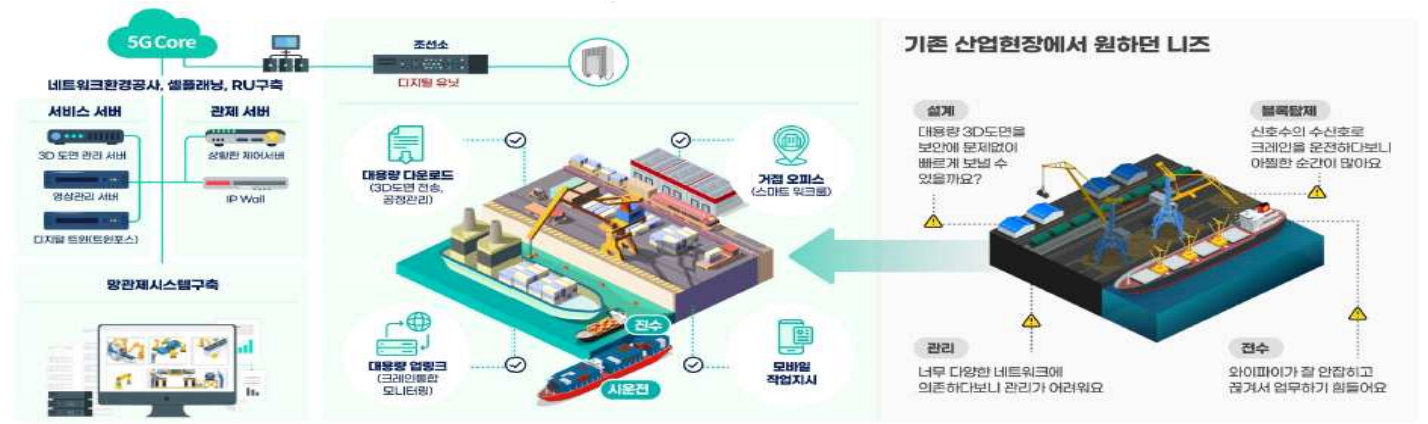 5G Core
네트워크환경공사, 셀플래닝, RU구축
서비스 서버
관제 서버
3D 도면 관리 서버
상황판 제어서버
영상관리 서버
IP Wall
디지털 트윈(트윈포스)
망관제시스템구축
조선소
디지털 유닛
대용량 다운로드
(3D도면 전송,
공정관리)
거점 오피스
(스마트 워크룸)
대용량 업링크
(크레인통합
모니터링)
진수
시운전
모바일
작업지시
기존 산업현장에서 원하던 니즈
설계
대용량 3D도면을
보안에 문제없이
빠르게 보낼 수
있을까요?
블록탑재
신호수의 수신호로
크레인을 운전하다보니
아찔한 순간이 많아요
관리
너무 다양한 네트워크에
의존하다보니 관리가 어려워요
전수
와이파이가 잘 안잡히고
끊겨서 업무하기 힘들어요